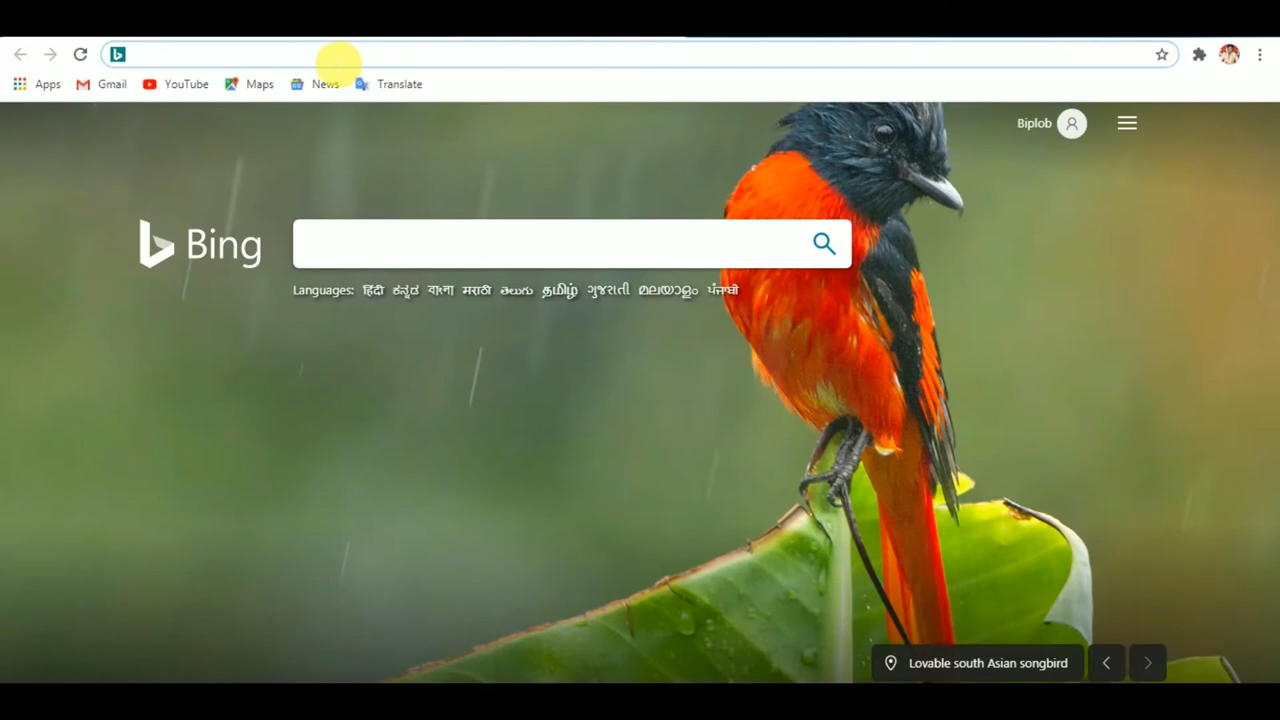 Apps Gmail YouTube Maps News Translate
Biplob
Bing
Languages: हिंदी ಕನ್ನಡ বাংলা मराठी తెలుగు தமிழ் ગુજરાતી മലയാളം ਪੰਜਾਬੀ
Lovable south Asian songbird